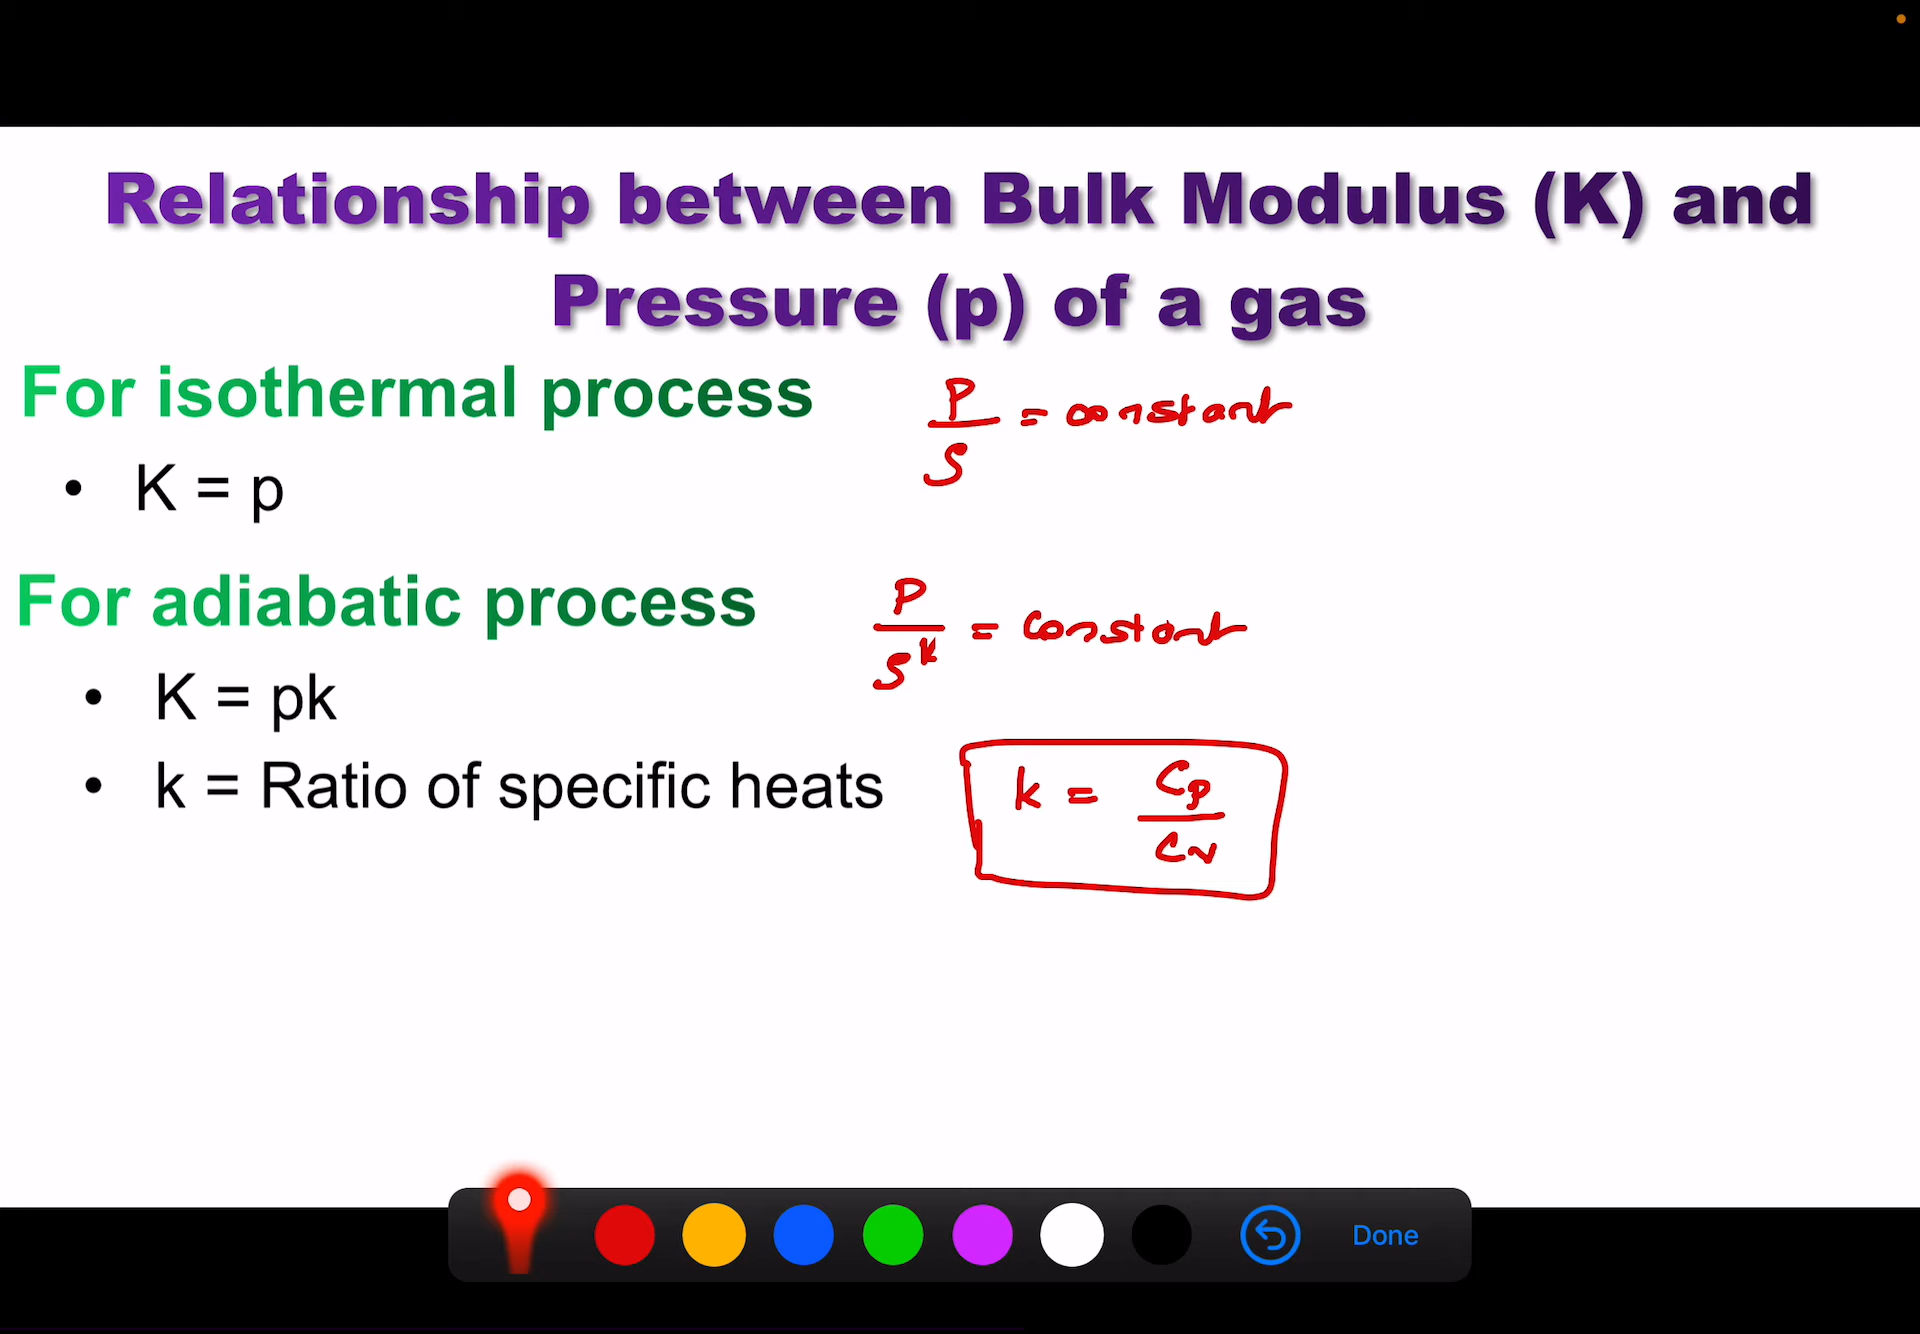 Relationship between Bulk Modulus (K) and
Pressure (p) of a gas
For isothermal process
P/ρ = constant
• K = p
For adiabatic process
P/ρ^k = constant
• K = pk
• k = Ratio of specific heats
k = Cp/Cv
Done